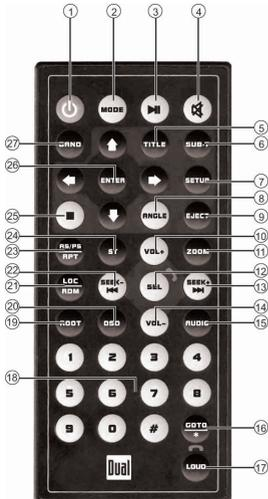 1 2 3 4
MODE
5
27 BAND TITLE SUB-T 6
26
ENTER SETUP 7
8
25 ANGLE EJECT 9
24 10
23 AS/PS RPT ST VOL+ ZOOM 11
22 12
21 LOC RDM SEEK- SEL SEEK+ 13
20 14
19 ROOT OSD VOL- AUDIO 15
1 2 3 4
18
5 6 7 8
9 0 # GOTO * 16
Dual LOUD 17